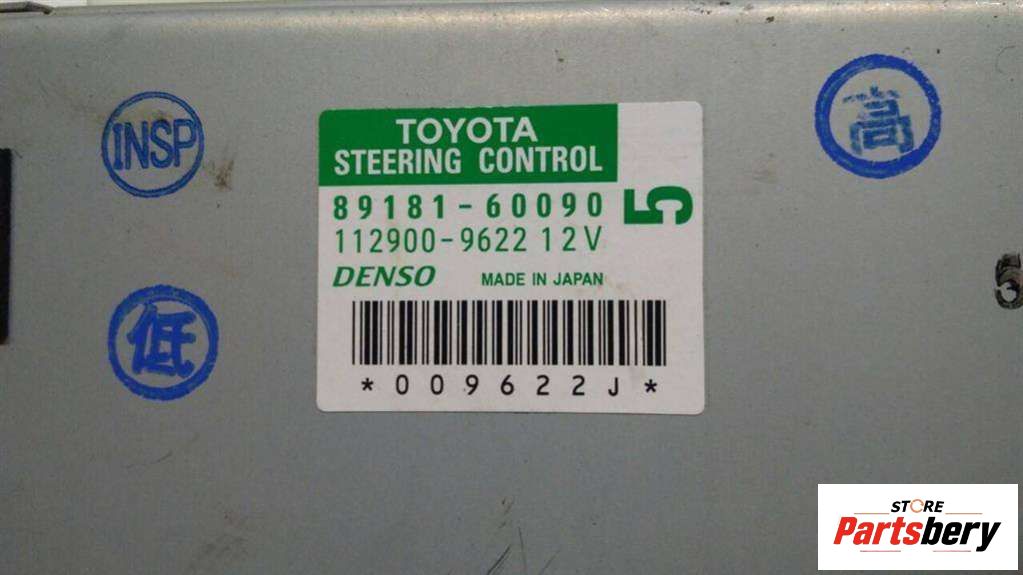 INSP
高
TOYOTA
STEERING CONTROL
89181-60090
5
112900-9622 12V
DENSO MADE IN JAPAN
*009622J*
低
5
STORE
Partsbery